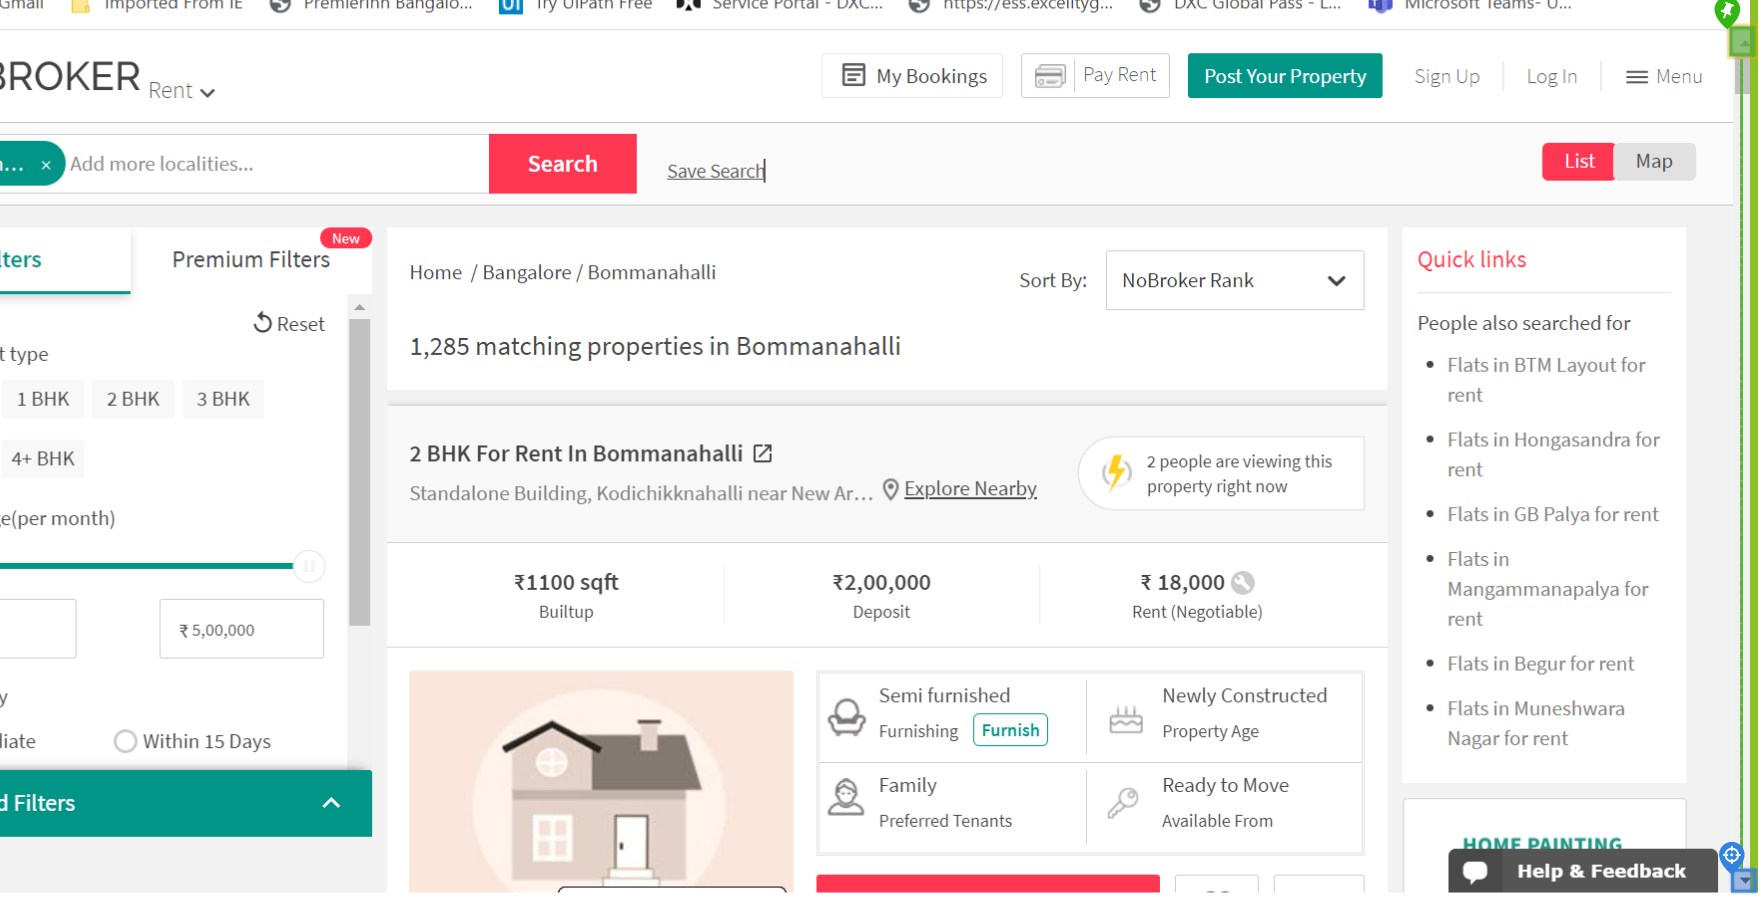 Gmail Imported From IE PremierInn Bangalo... Try UiPath Free Service Portal - DXC... https://ess.excelityg... DXC Global Pass - L... Microsoft Teams- U...
BROKER Rent My Bookings Pay Rent Post Your Property Sign Up Log In Menu
... × Add more localities... Search Save Search List Map
New
Premium Filters
Home / Bangalore / Bommanahalli Sort By: NoBroker Rank Quick links
Reset
t type
1,285 matching properties in Bommanahalli
People also searched for
1 BHK 2 BHK 3 BHK
4+ BHK
Flats in BTM Layout for
rent
Flats in Hongasandra for
rent
Flats in GB Palya for rent
Flats in
Mangammanapalya for
rent
Flats in Begur for rent
Flats in Muneshwara
Nagar for rent
2 BHK For Rent In Bommanahalli
Standalone Building, Kodichikknahalli near New Ar... Explore Nearby
2 people are viewing this
property right now
e(per month)
₹1100 sqft ₹2,00,000 ₹ 18,000
Builtup Deposit Rent (Negotiable)
₹ 5,00,000
y
Within 15 Days
d Filters
Semi furnished Newly Constructed
Furnishing Furnish Property Age
Family Ready to Move
Preferred Tenants Available From
HOME PAINTING
Help & Feedback